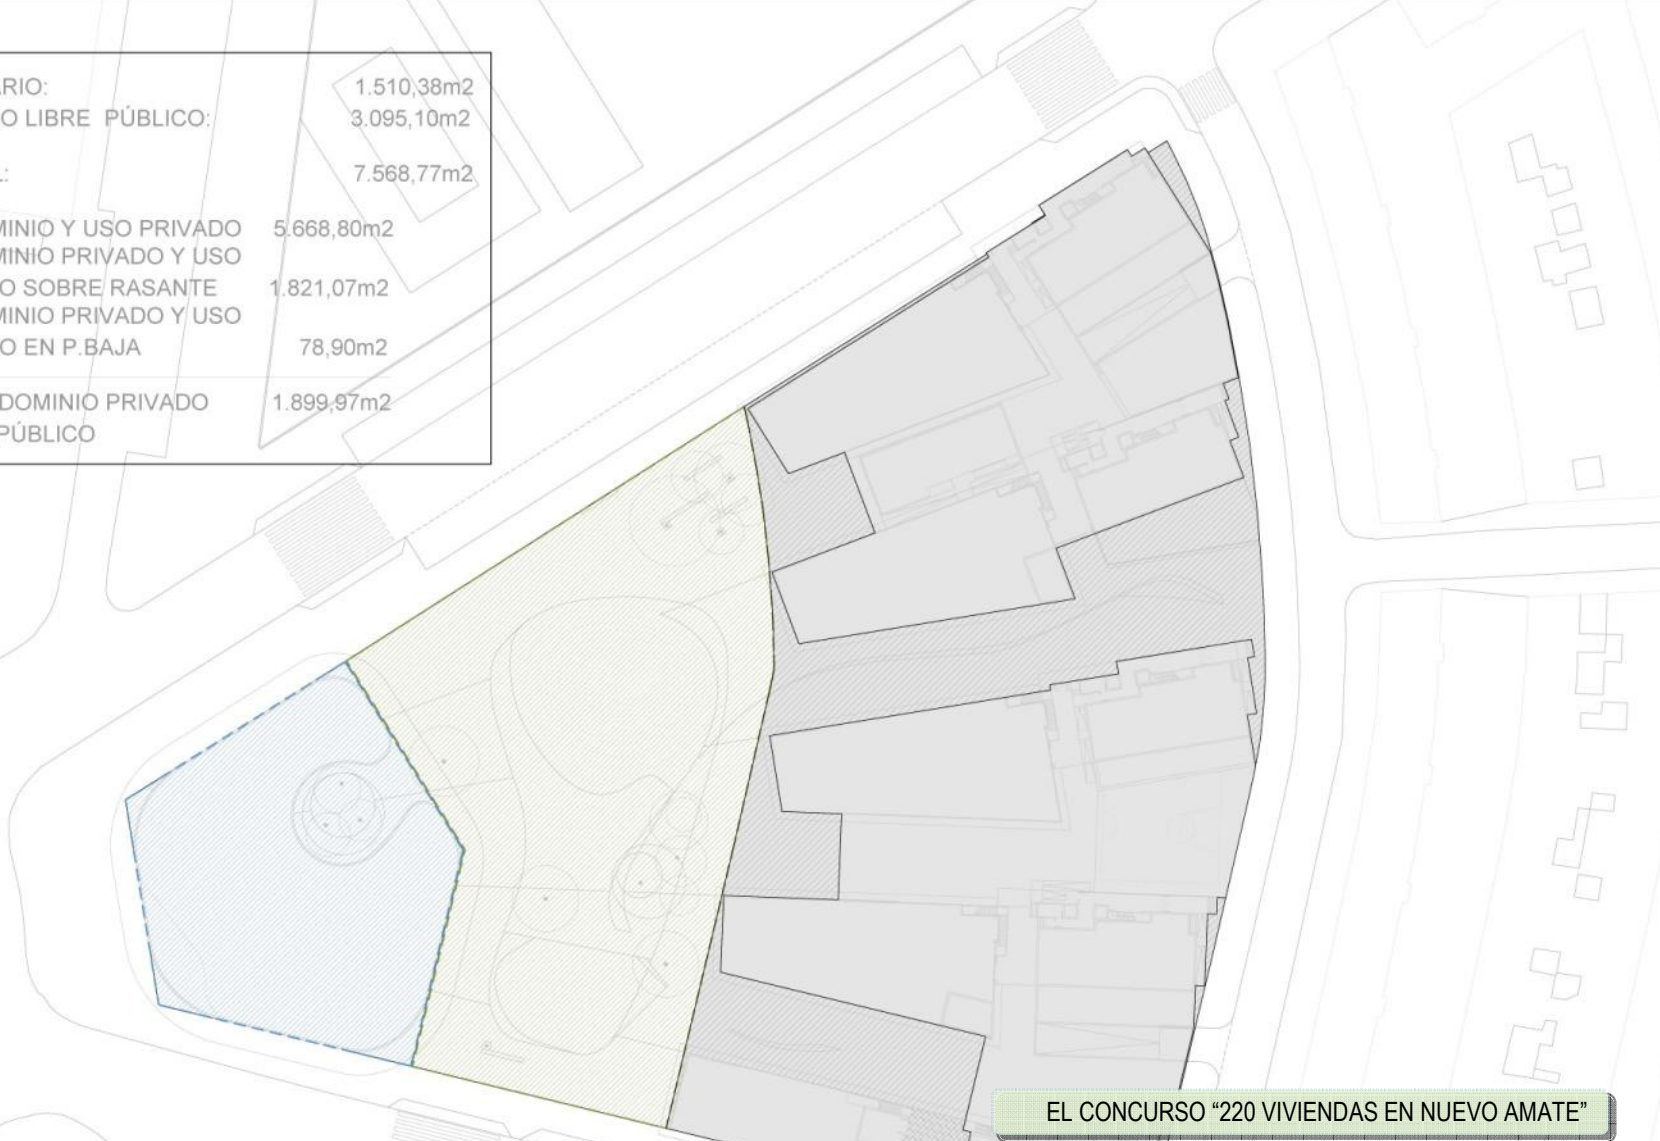 ARIO: 1.510,38m2
O LIBRE PÚBLICO: 3.095,10m2
L: 7.568,77m2
MINIO Y USO PRIVADO 5.668,80m2
MINIO PRIVADO Y USO
O SOBRE RASANTE 1.821,07m2
MINIO PRIVADO Y USO
O EN P.BAJA 78,90m2
DOMINIO PRIVADO 1.899,97m2
PÚBLICO
EL CONCURSO “220 VIVIENDAS EN NUEVO AMATE”